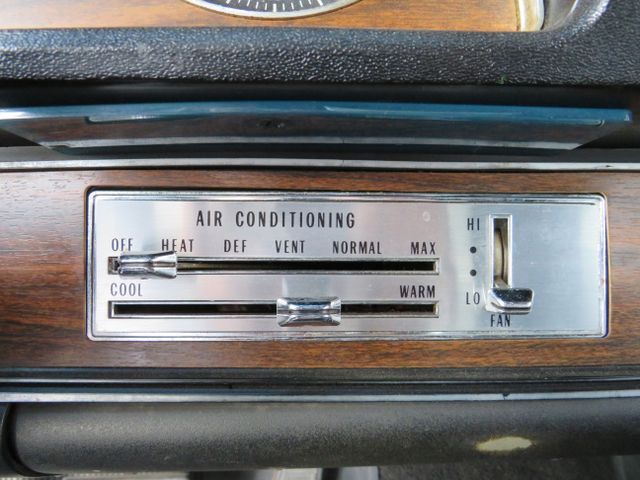 AIR CONDITIONING
OFF HEAT DEF VENT NORMAL MAX
COOL WARM
HI
LO
FAN